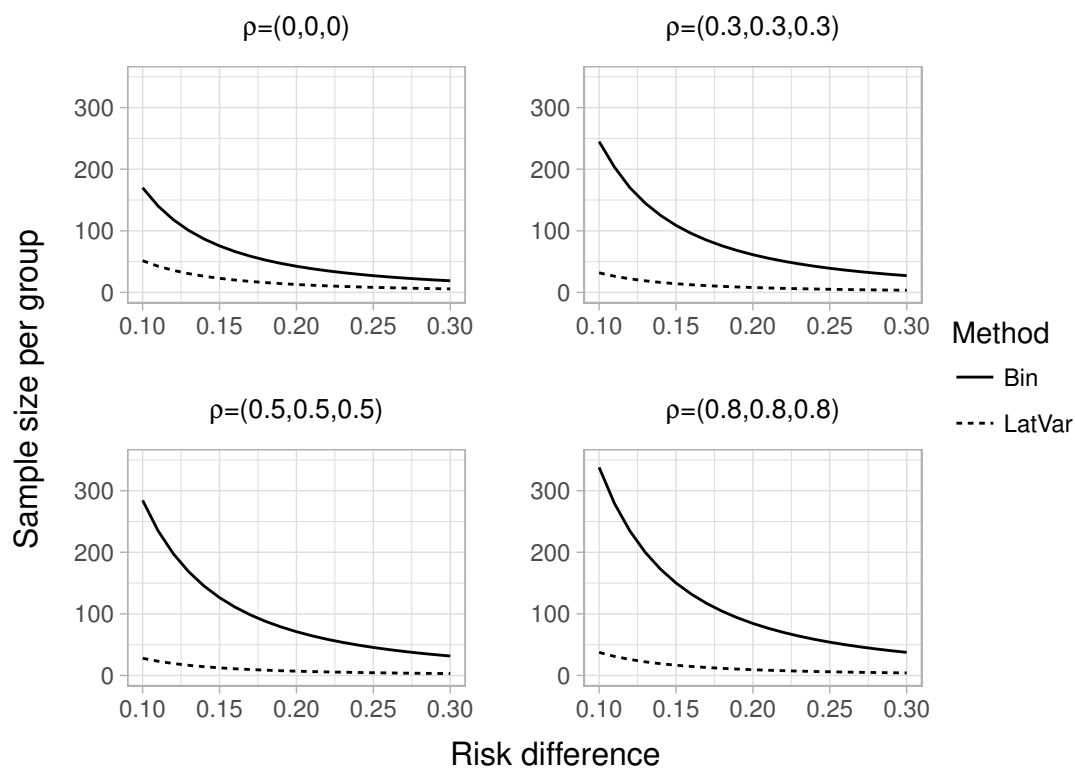 ρ=(0,0,0)
ρ=(0.3,0.3,0.3)
300
200
100
0
0.10 0.15 0.20 0.25 0.30
300
200
100
0
0.10 0.15 0.20 0.25 0.30
ρ=(0.5,0.5,0.5)
ρ=(0.8,0.8,0.8)
300
200
100
0
0.10 0.15 0.20 0.25 0.30
300
200
100
0
0.10 0.15 0.20 0.25 0.30
Sample size per group
Risk difference
Method
Bin
LatVar